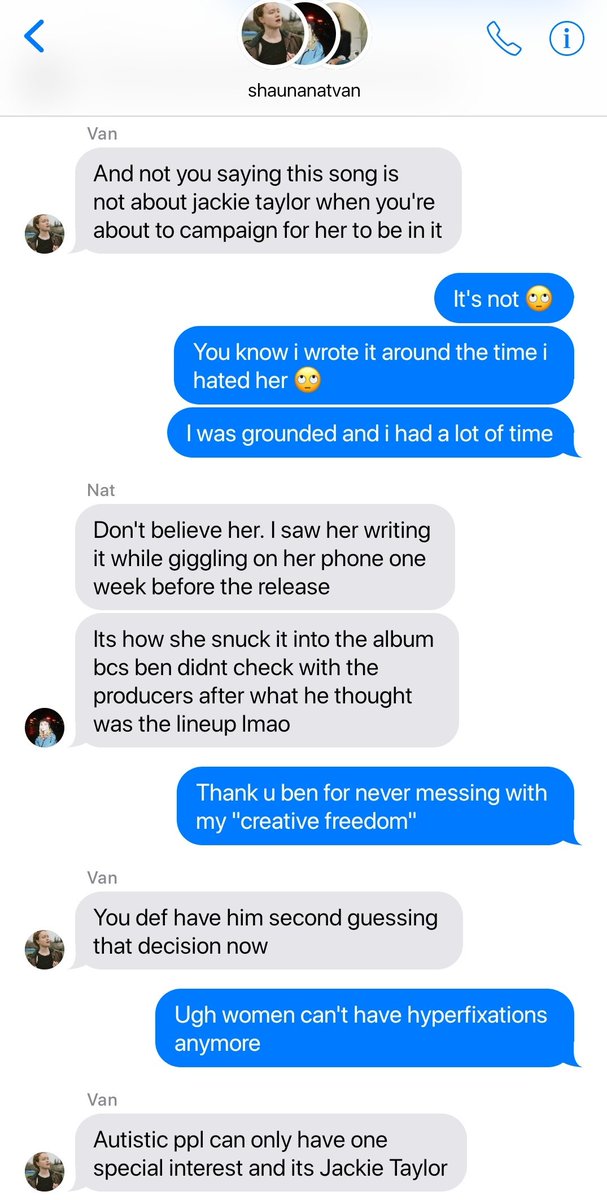 shaunanatvan
Van
And not you saying this song is
not about jackie taylor when you're
about to campaign for her to be in it
It's not 🙄
You know i wrote it around the time i
hated her 🙄
I was grounded and i had a lot of time
Nat
Don't believe her. I saw her writing
it while giggling on her phone one
week before the release
Its how she snuck it into the album
bcs ben didnt check with the
producers after what he thought
was the lineup lmao
Thank u ben for never messing with
my "creative freedom"
Van
You def have him second guessing
that decision now
Ugh women can't have hyperfixations
anymore
Van
Autistic ppl can only have one
special interest and its Jackie Taylor